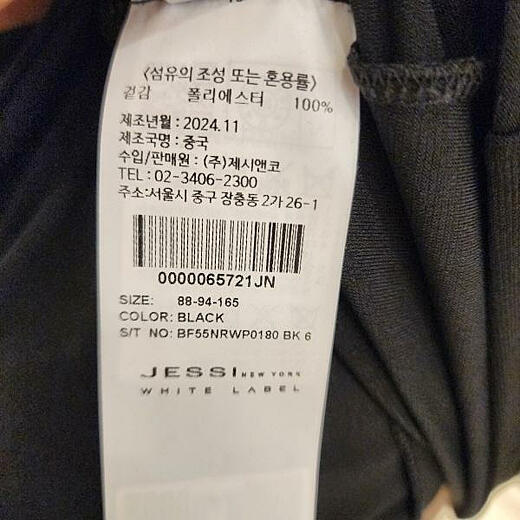 〈섬유의 조성 또는 혼용률〉
겉감 폴리에스터 100%
제조년월 : 2024.11
제조국명 : 중국
수입/판매원 : (주)제시앤코
TEL : 02-3406-2300
주소:서울시 중구 장충동 2가 26-1
0000065721JN
SIZE: 88-94-165
COLOR: BLACK
S/T NO: BF55NRWP0180 BK 6
JESSI NEW YORK
WHITE LABEL